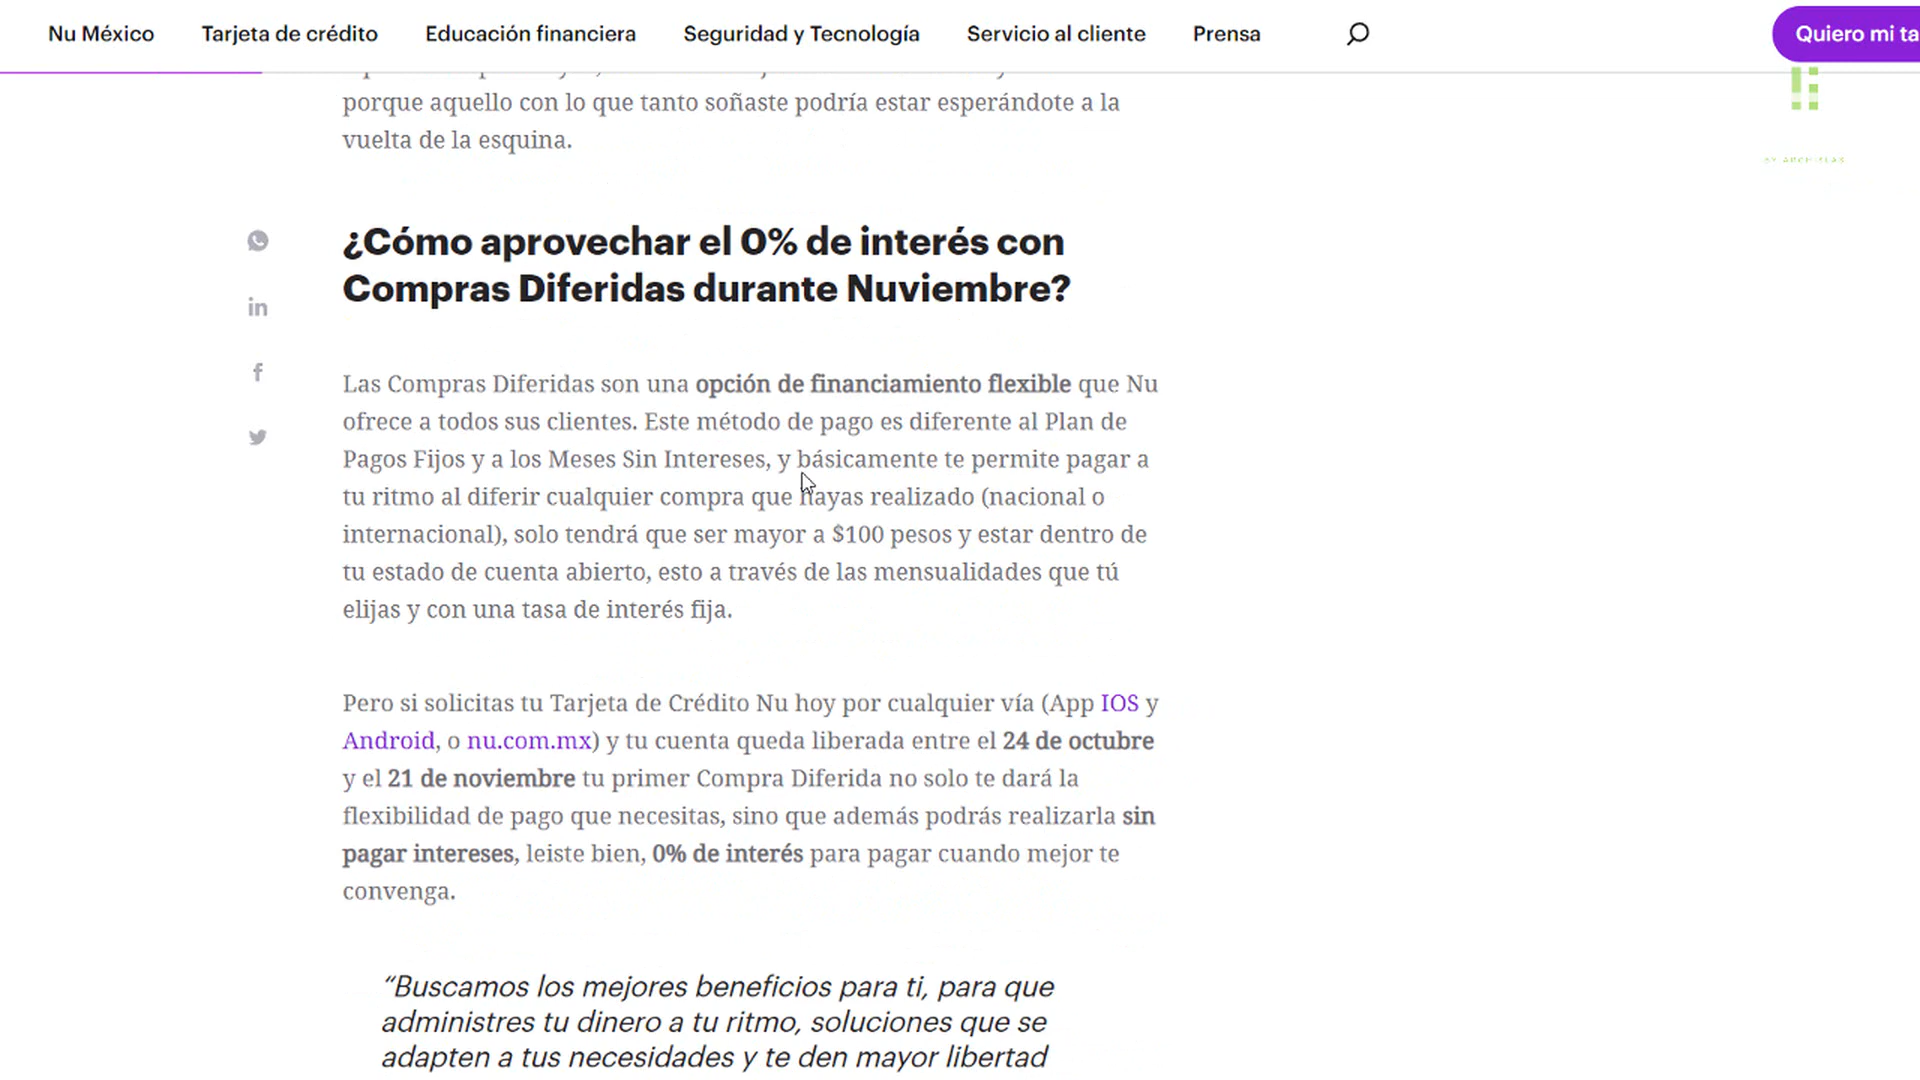 Nu México Tarjeta de crédito Educación financiera Seguridad y Tecnología Servicio al cliente Prensa Quiero mi ta
porque aquello con lo que tanto soñaste podría estar esperándote a la
vuelta de la esquina.
¿Cómo aprovechar el 0% de interés con
Compras Diferidas durante Nuviembre?
Las Compras Diferidas son una opción de financiamiento flexible que Nu
ofrece a todos sus clientes. Este método de pago es diferente al Plan de
Pagos Fijos y a los Meses Sin Intereses, y básicamente te permite pagar a
tu ritmo al diferir cualquier compra que hayas realizado (nacional o
internacional), solo tendrá que ser mayor a $100 pesos y estar dentro de
tu estado de cuenta abierto, esto a través de las mensualidades que tú
elijas y con una tasa de interés fija.
Pero si solicitas tu Tarjeta de Crédito Nu hoy por cualquier vía (App IOS y
Android, o nu.com.mx) y tu cuenta queda liberada entre el 24 de octubre
y el 21 de noviembre tu primer Compra Diferida no solo te dará la
flexibilidad de pago que necesitas, sino que además podrás realizarla sin
pagar intereses, leiste bien, 0% de interés para pagar cuando mejor te
convenga.
“Buscamos los mejores beneficios para ti, para que
administres tu dinero a tu ritmo, soluciones que se
adapten a tus necesidades y te den mayor libertad